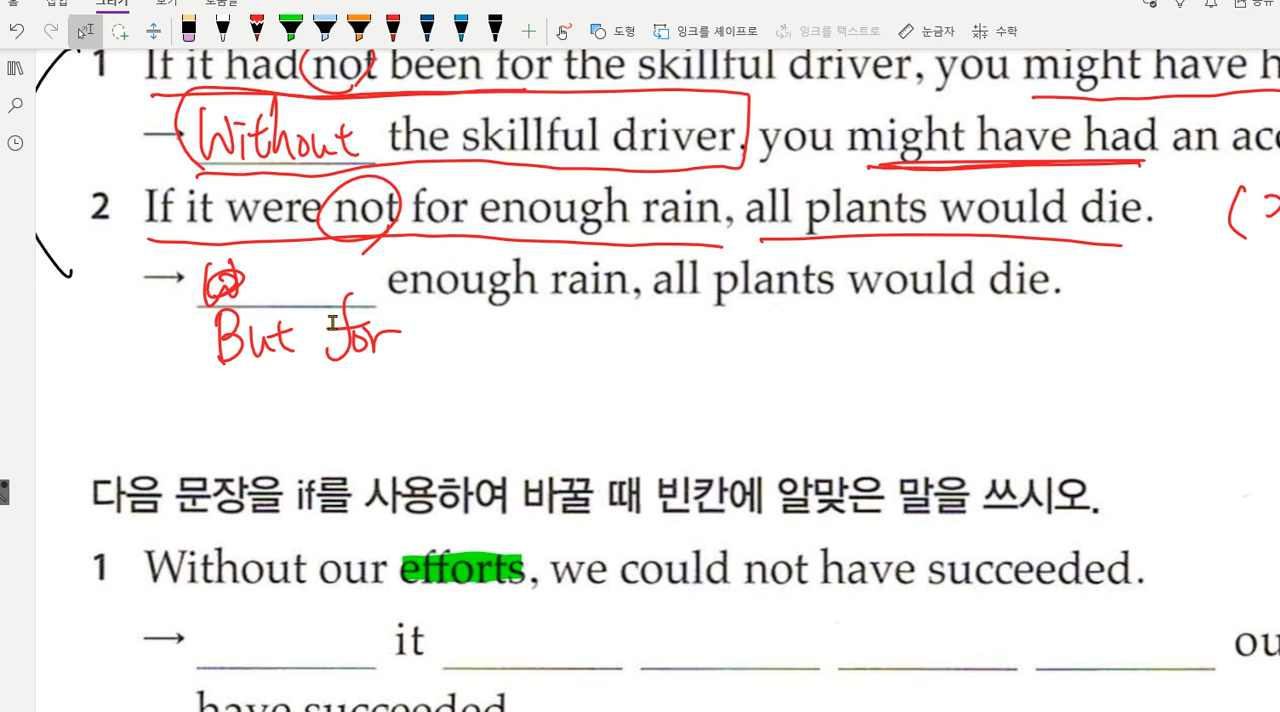 도형 잉크를 셰이프로 잉크를 텍스트로 눈금자 수학
1 If it had not been for the skillful driver, you might have h
→ Without the skillful driver, you might have had an acc
2 If it were not for enough rain, all plants would die.
→ enough rain, all plants would die.
But for
다음 문장을 if를 사용하여 바꿀 때 빈칸에 알맞은 말을 쓰시오.
1 Without our efforts, we could not have succeeded.
→ it ou
have succeeded